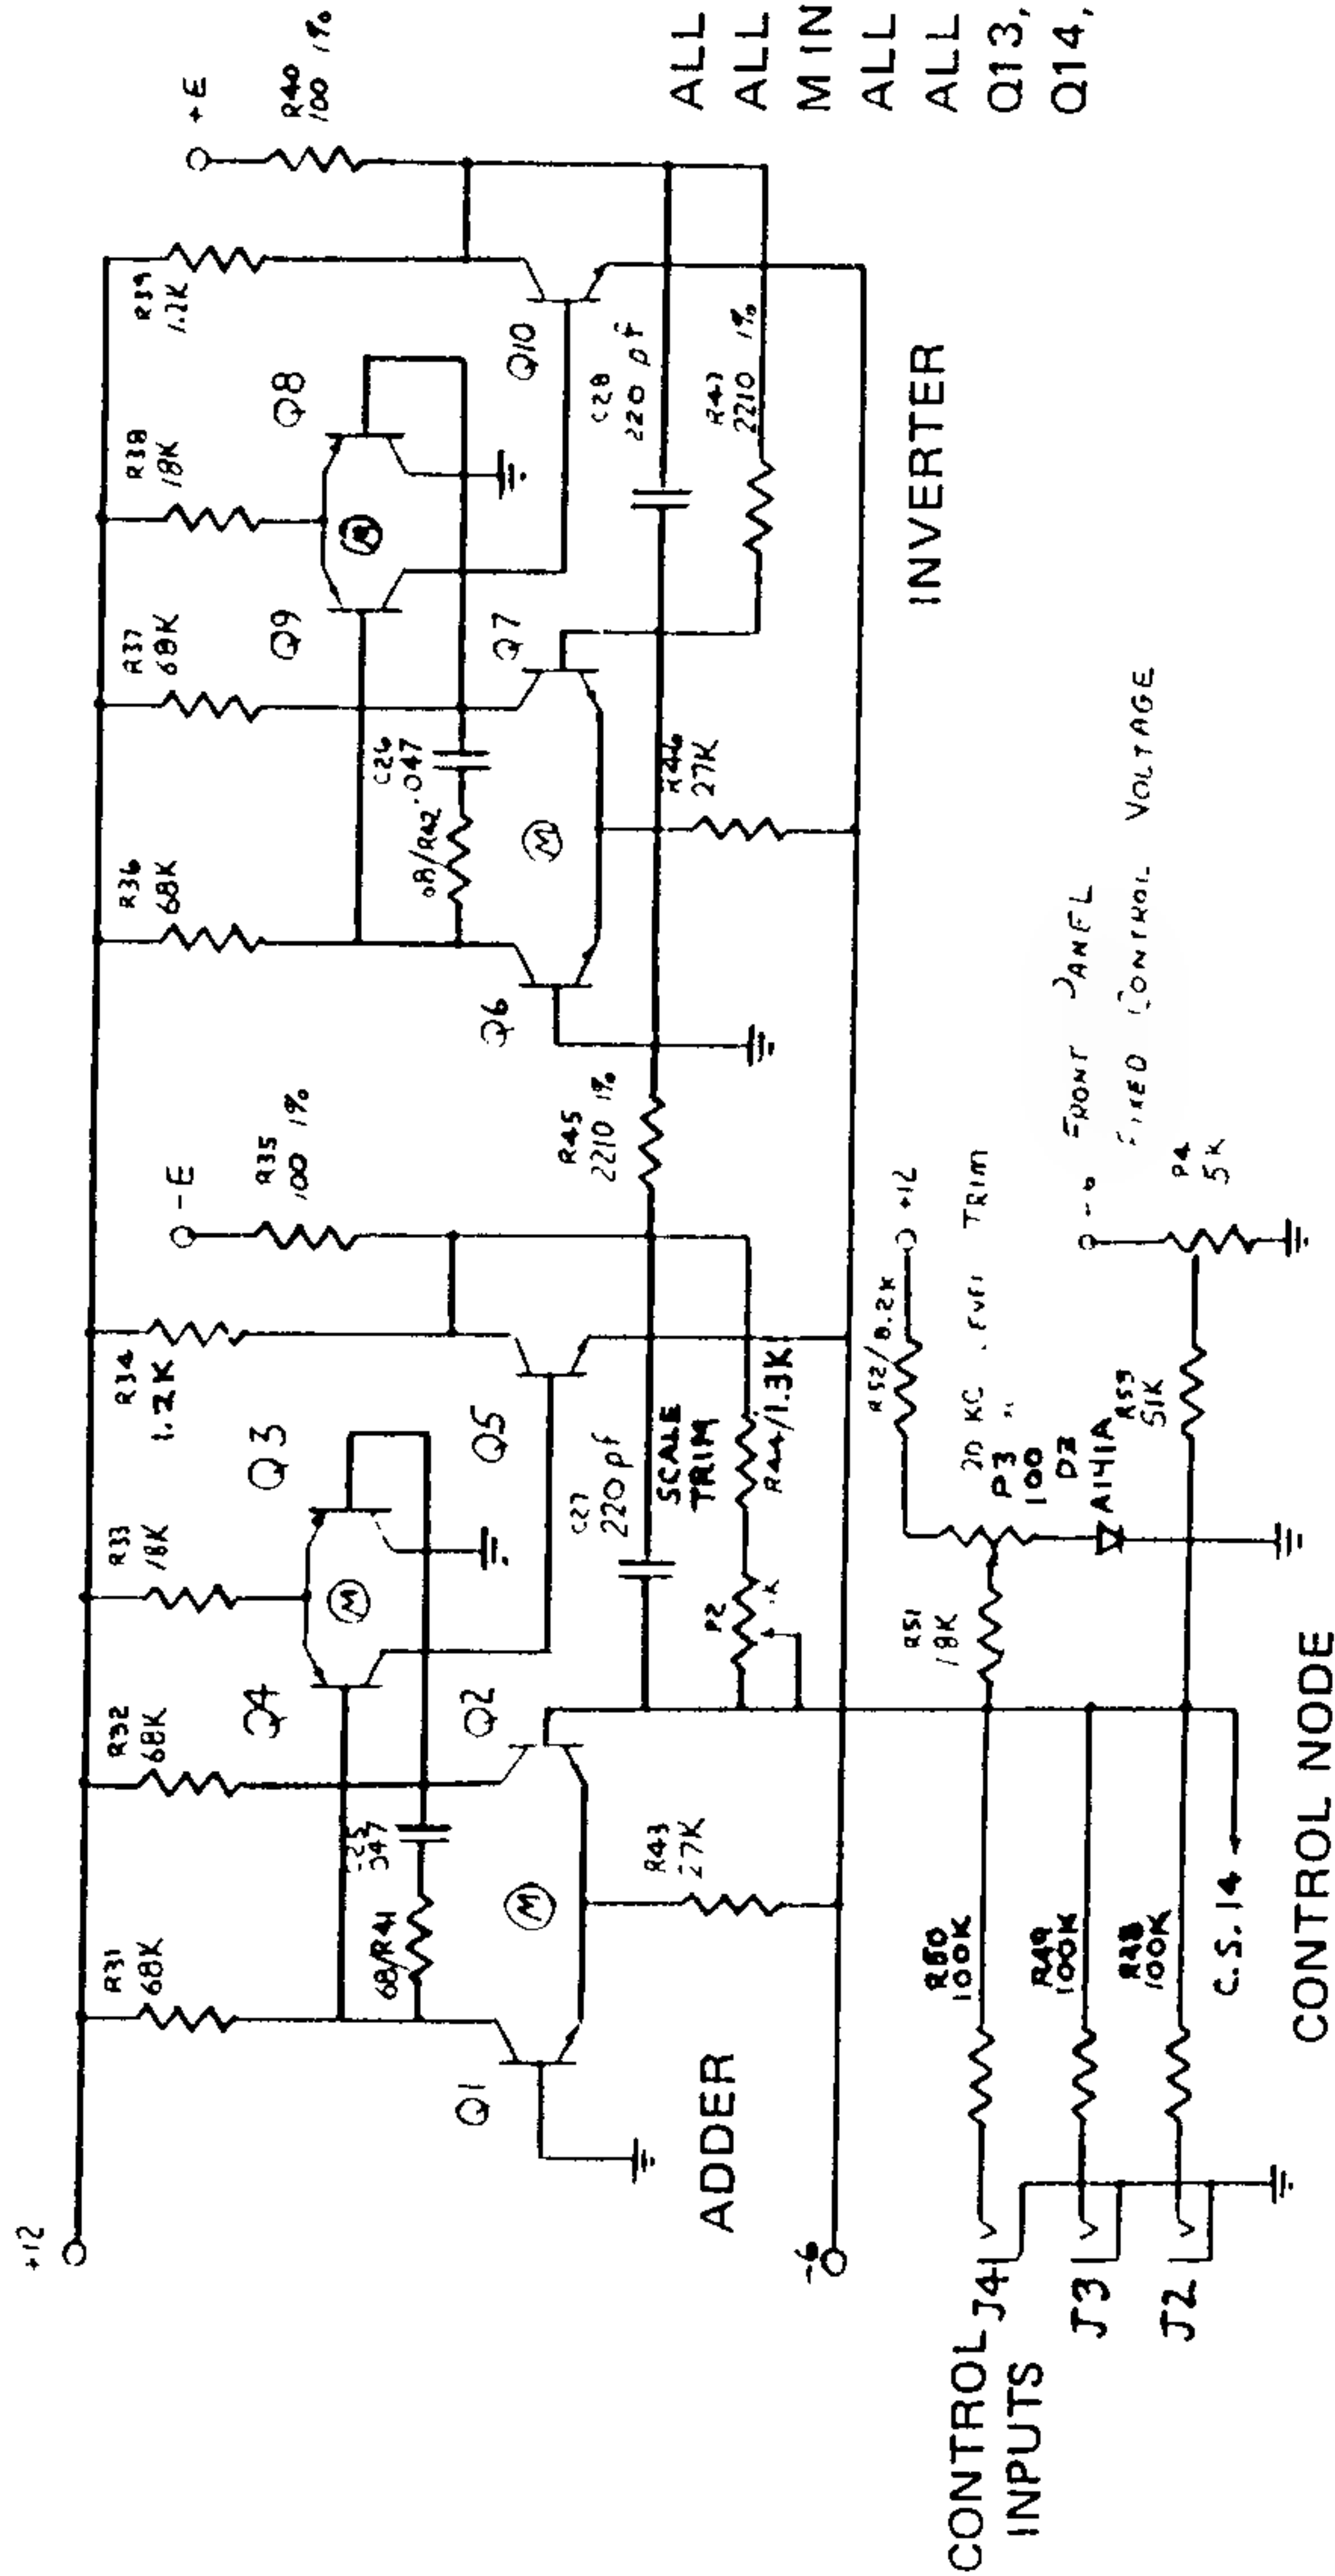 +12
R31
68K
R32
68K
R33
18K
R34
1.2K
-E
R35
100 1%
R36
68K
R37
68K
R38
18K
R39
1.2K
+E
R40
100 1%
Q4
Q3
Q9
Q8
M
68/R41
Q1
M
Q2
Q5
R43
27K
C27
220 pf
SCALE
TRIM
P2
R44/1.3K
R45
2210 1%
Q6
M
68/R42
C26
.047
Q7
Q10
R46
27K
C28
220 pf
R47
2210 1%
ADDER
INVERTER
-6
ALL
ALL
MIN
ALL
ALL
Q13,
Q14,
CONTROL
INPUTS
J4
J3
J2
R50
100K
R49
100K
R48
100K
C.S.14
R51
18K
R52/8.2K
+12
20 KC
TRIM
P3
100
A141A
51K
-6
FRONT PANEL
FIXED CONTROL VOLTAGE
P4
5K
CONTROL NODE